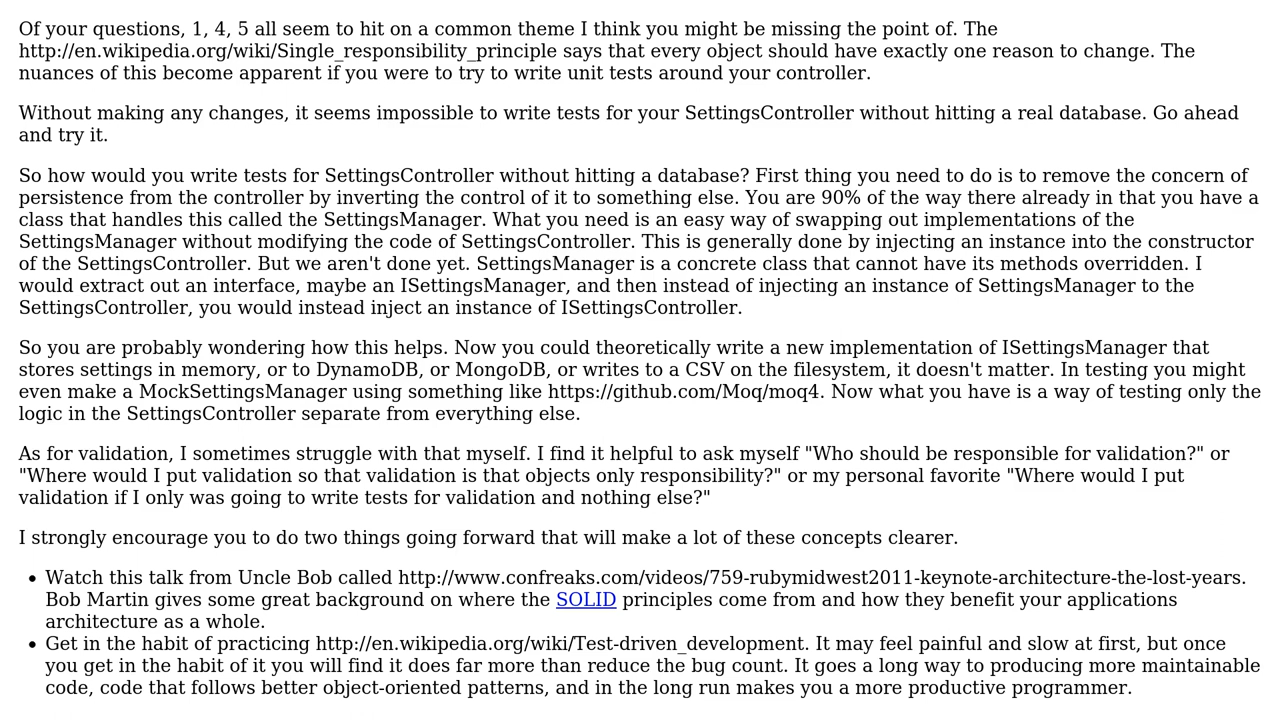 Of your questions, 1, 4, 5 all seem to hit on a common theme I think you might be missing the point of. The
http://en.wikipedia.org/wiki/Single_responsibility_principle says that every object should have exactly one reason to change. The
nuances of this become apparent if you were to try to write unit tests around your controller.
Without making any changes, it seems impossible to write tests for your SettingsController without hitting a real database. Go ahead
and try it.
So how would you write tests for SettingsController without hitting a database? First thing you need to do is to remove the concern of
persistence from the controller by inverting the control of it to something else. You are 90% of the way there already in that you have a
class that handles this called the SettingsManager. What you need is an easy way of swapping out implementations of the
SettingsManager without modifying the code of SettingsController. This is generally done by injecting an instance into the constructor
of the SettingsController. But we aren't done yet. SettingsManager is a concrete class that cannot have its methods overridden. I
would extract out an interface, maybe an ISettingsManager, and then instead of injecting an instance of SettingsManager to the
SettingsController, you would instead inject an instance of ISettingsController.
So you are probably wondering how this helps. Now you could theoretically write a new implementation of ISettingsManager that
stores settings in memory, or to DynamoDB, or MongoDB, or writes to a CSV on the filesystem, it doesn't matter. In testing you might
even make a MockSettingsManager using something like https://github.com/Moq/moq4. Now what you have is a way of testing only the
logic in the SettingsController separate from everything else.
As for validation, I sometimes struggle with that myself. I find it helpful to ask myself "Who should be responsible for validation?" or
"Where would I put validation so that validation is that objects only responsibility?" or my personal favorite "Where would I put
validation if I only was going to write tests for validation and nothing else?"
I strongly encourage you to do two things going forward that will make a lot of these concepts clearer.
• Watch this talk from Uncle Bob called http://www.confreaks.com/videos/759-rubymidwest2011-keynote-architecture-the-lost-years.
Bob Martin gives some great background on where the SOLID principles come from and how they benefit your applications
architecture as a whole.
• Get in the habit of practicing http://en.wikipedia.org/wiki/Test-driven_development. It may feel painful and slow at first, but once
you get in the habit of it you will find it does far more than reduce the bug count. It goes a long way to producing more maintainable
code, code that follows better object-oriented patterns, and in the long run makes you a more productive programmer.